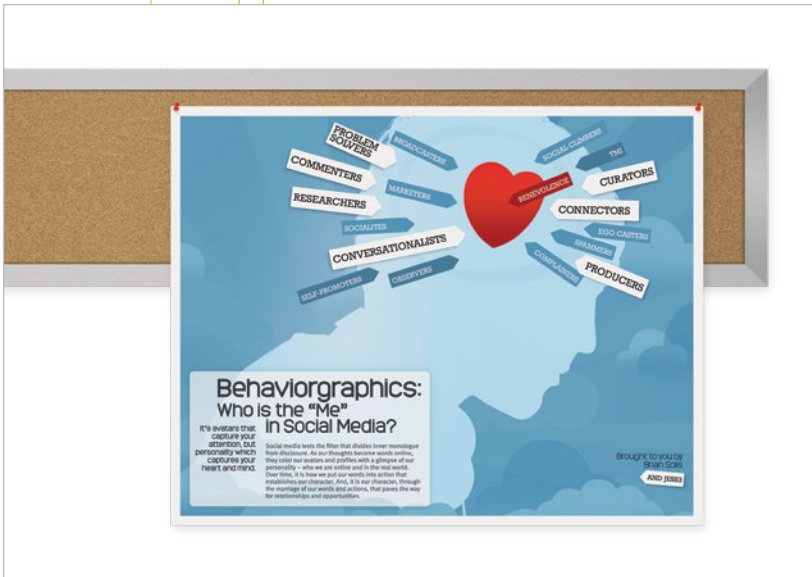 PROBLEM
SOLVERS
BROADCASTERS
COMMENTERS
MARKETERS
RESEARCHERS
SOCIALITES
CONVERSATIONALISTS
SELF-PROMOTERS
OBSERVERS
SOCIAL CLIMBERS
TMI
BENEVOLENCE
CURATORS
CONNECTORS
EGO CASTERS
SPAMMERS
COMPLAINERS
PRODUCERS
Behaviorgraphics:
Who is the “Me”
in Social Media?
It's avatars that
capture your
attention, but
personality which
captures your
heart and mind.
Social media tests the filter that divides inner monologue
from disclosure. As our thoughts become words online,
they color our avatars and profiles with a glimpse of our
personality – who we are online and in the real world.
Over time, it is how we put our words into action that
establishes our character. And, it is our character, through
the marriage of our words and actions, that paves the way
for relationships and opportunities.
Brought to you by
Brian Solis
AND JESS3